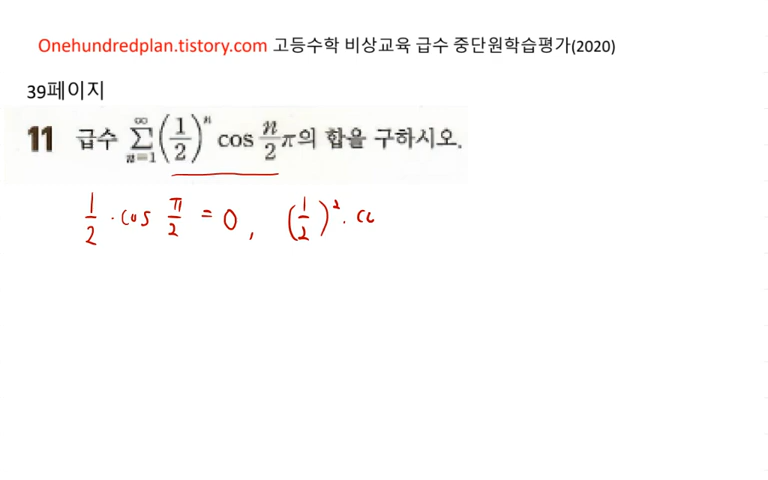 Onehundredplan.tistory.com 고등수학 비상교육 급수 중단원학습평가(2020)
39페이지
11 급수 ∑_{n=1}^{∞} (1/2)^n cos n/2 π의 합을 구하시오.
1/2 · cos π/2 = 0, (1/2)^2 · co